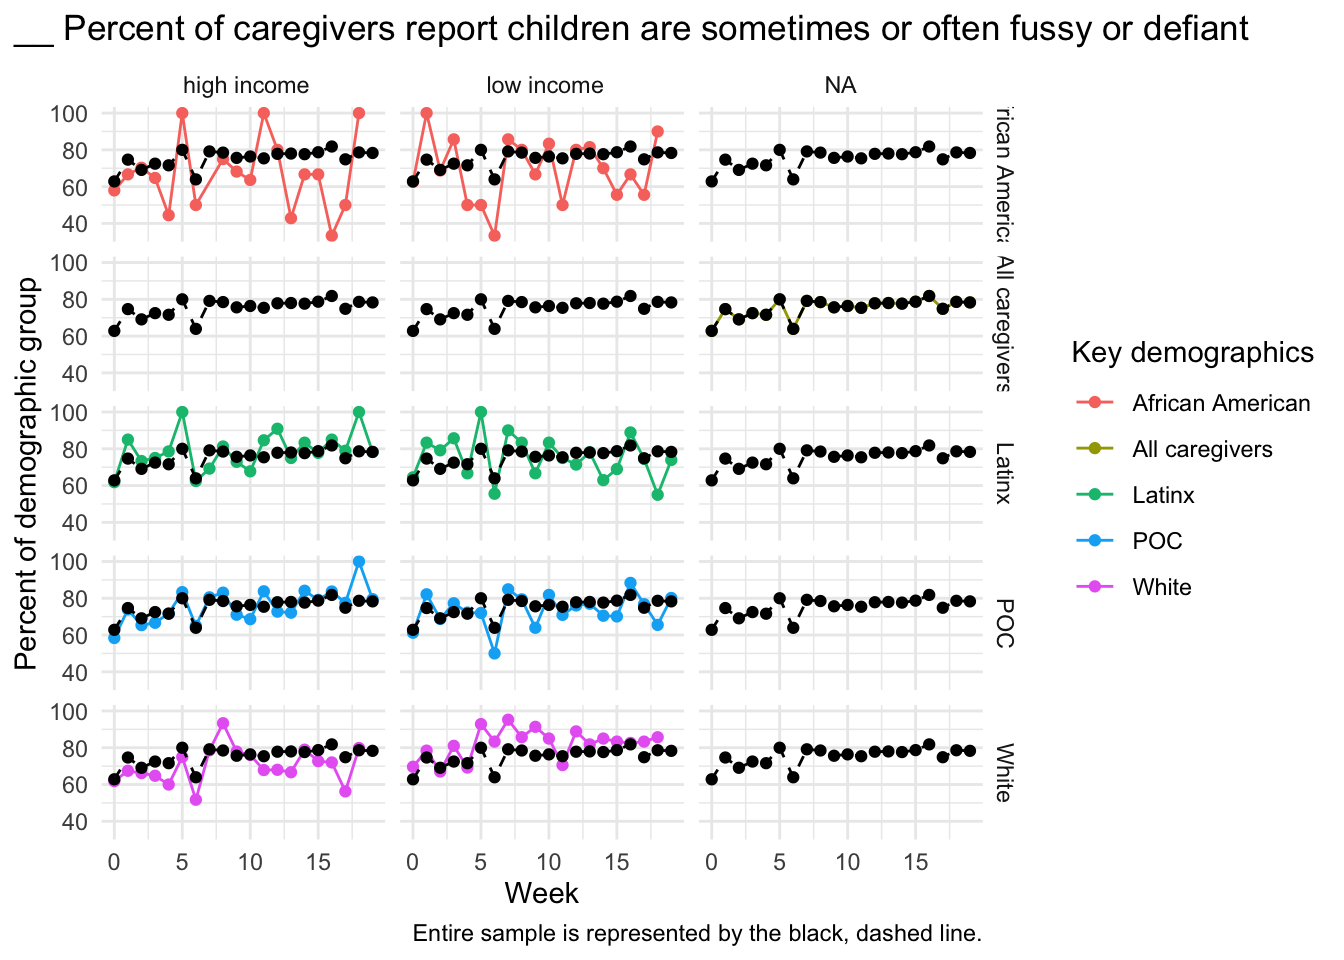 __ Percent of caregivers report children are sometimes or often fussy or defiant
high income low income NA
100
80
60
40
rican Americ
100
80
60
40
All caregivers
100
80
60
40
Latinx
100
80
60
40
POC
100
80
60
40
White
Percent of demographic group
0 5 10 15 0 5 10 15 0 5 10 15
Week
Entire sample is represented by the black, dashed line.
Key demographics
African American
All caregivers
Latinx
POC
White